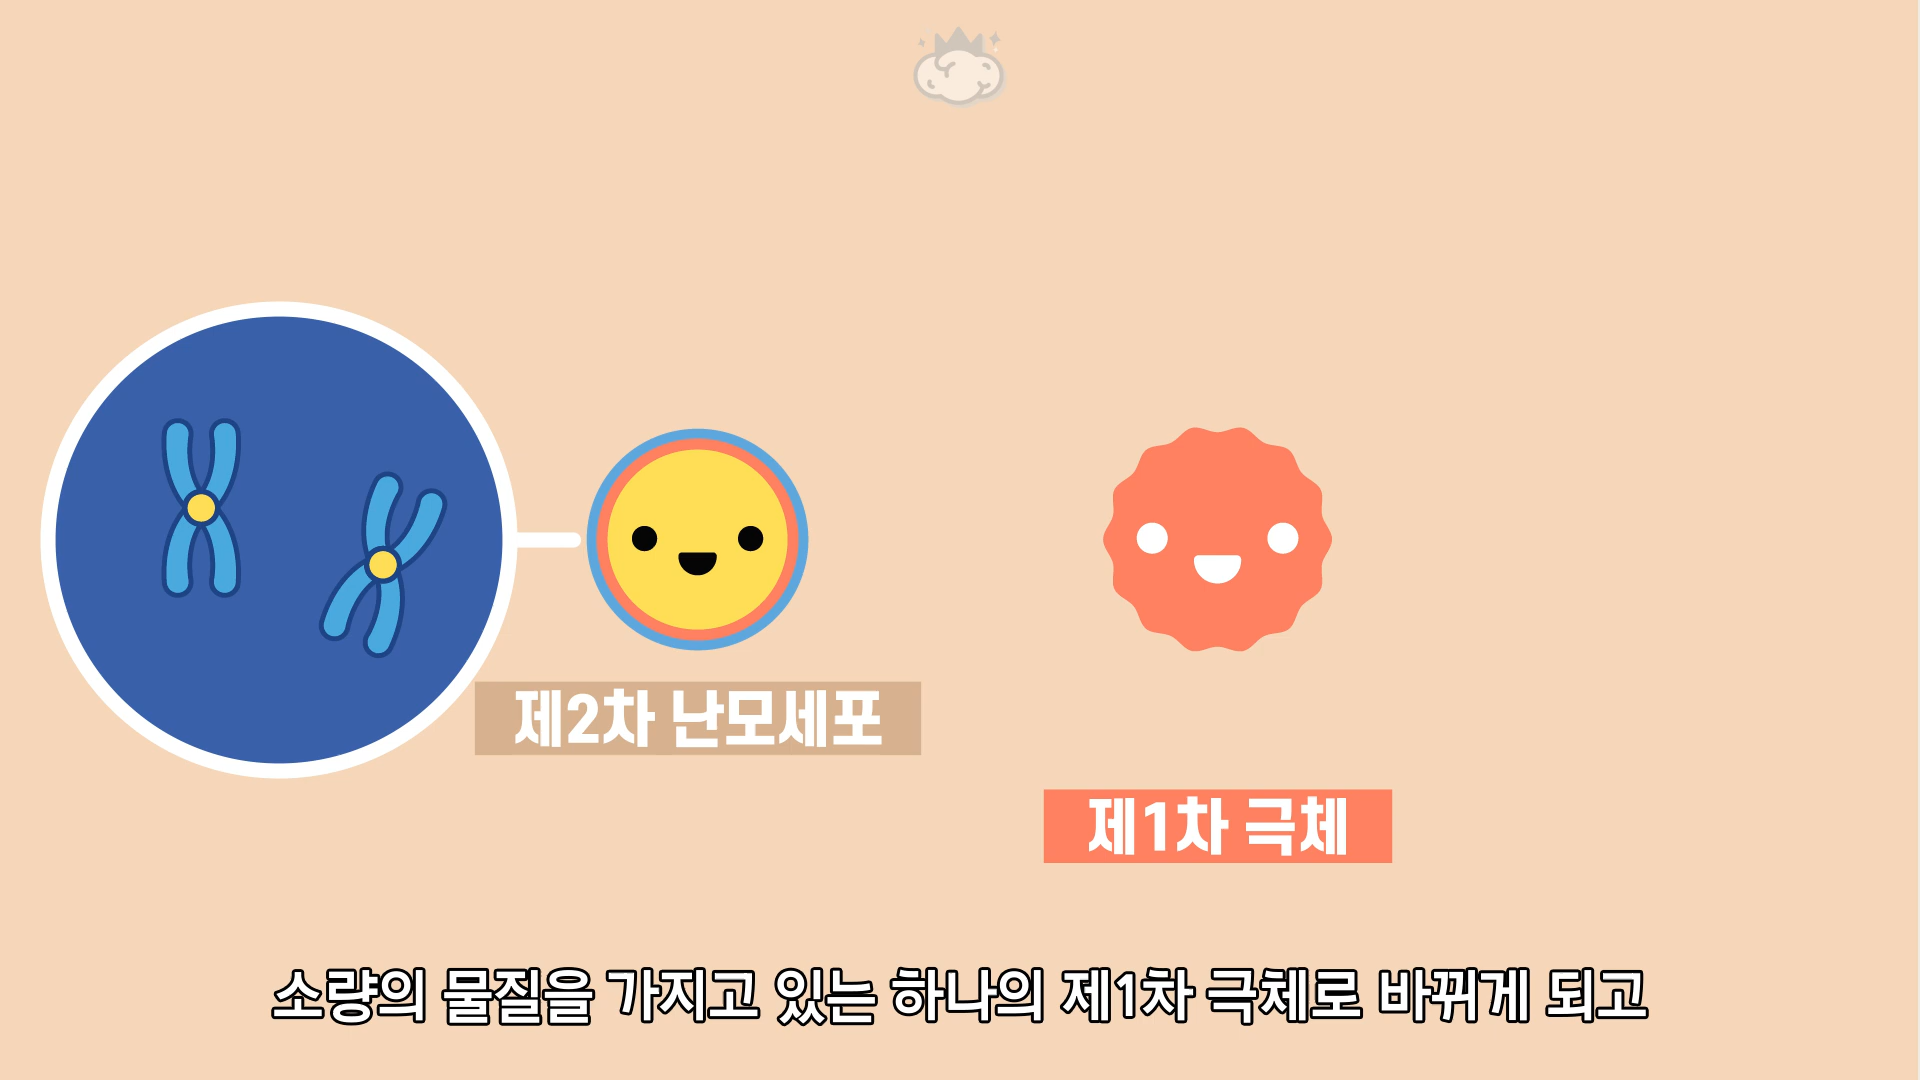 제2차 난모세포
제1차 극체
소량의 물질을 가지고 있는 하나의 제1차 극체로 바뀌게 되고